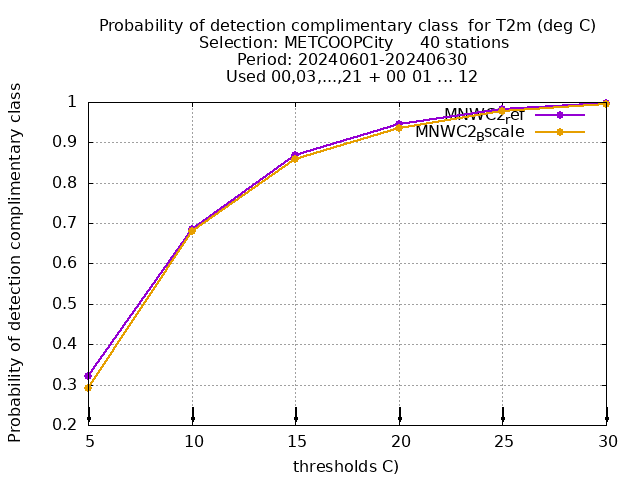 Probability of detection complimentary class  for T2m (deg C)
Selection: METCOOPCity     40 stations
Period: 20240601-20240630
Used 00,03,...,21 + 00 01 ... 12
Probability of detection complimentary class
1
0.9
0.8
0.7
0.6
0.5
0.4
0.3
0.2
MNWC2ref
MNWC2Bscale
5 10 15 20 25 30
thresholds C)